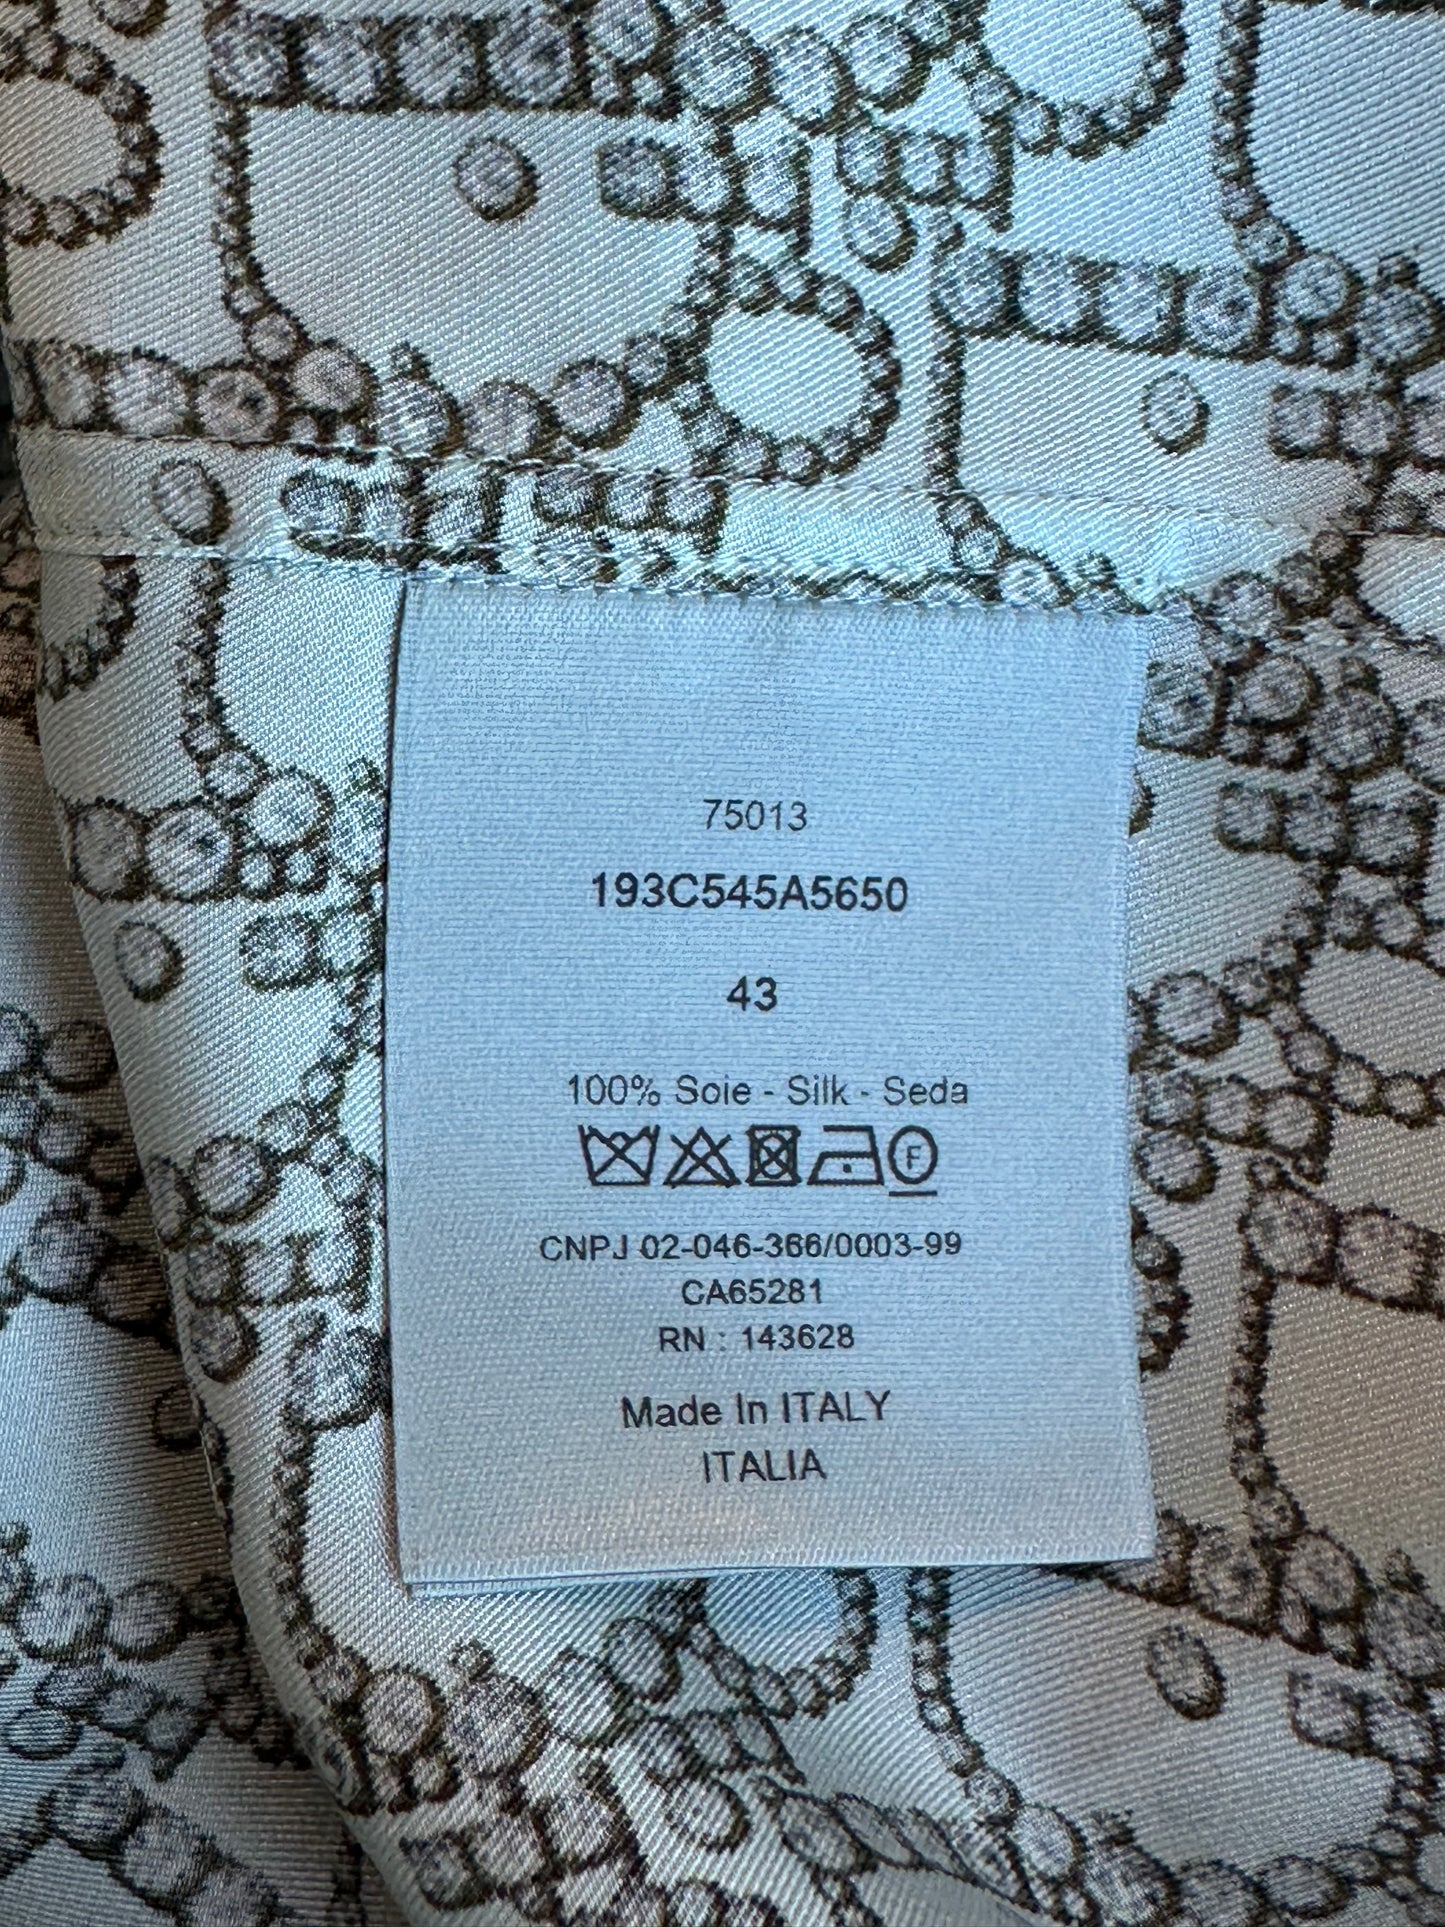 75013
193C545A5650
43
100% Soie - Silk - Seda
F
CNPJ 02-046-366/0003-99
CA65281
RN : 143628
Made In ITALY
ITALIA